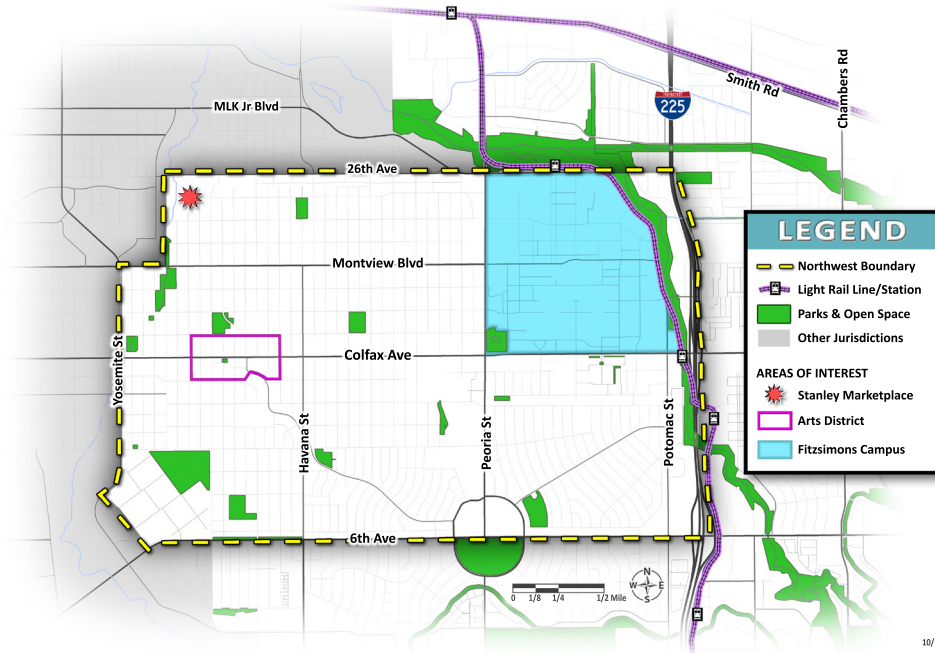 MLK Jr Blvd
Smith Rd
Chambers Rd
INTERSTATE
225
26th Ave
Montview Blvd
Colfax Ave
Yosemite St
Havana St
Peoria St
Potomac St
6th Ave
N
W E
S
0 1/8 1/4 1/2 Mile
LEGEND
Northwest Boundary
Light Rail Line/Station
Parks & Open Space
Other Jurisdictions
AREAS OF INTEREST
Stanley Marketplace
Arts District
Fitzsimons Campus
10/